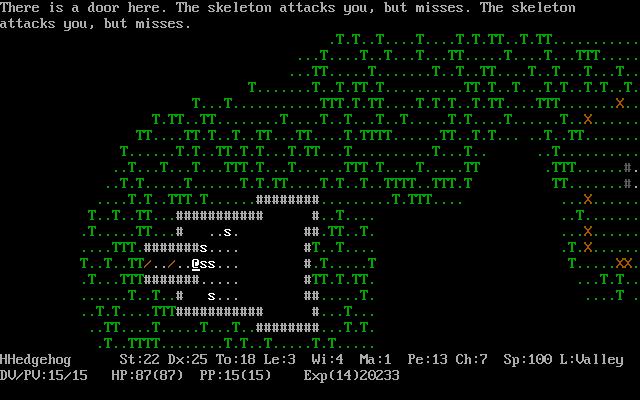 There is a door here. The skeleton attacks you, but misses. The skeleton
attacks you, but misses.
HHedgehog St:22 Dx:25 To:18 Le:3 Wi:4 Ma:1 Pe:13 Ch:7 Sp:100 L:Valley
DV/PV:15/15 HP:87(87) PP:15(15) Exp(14)20233